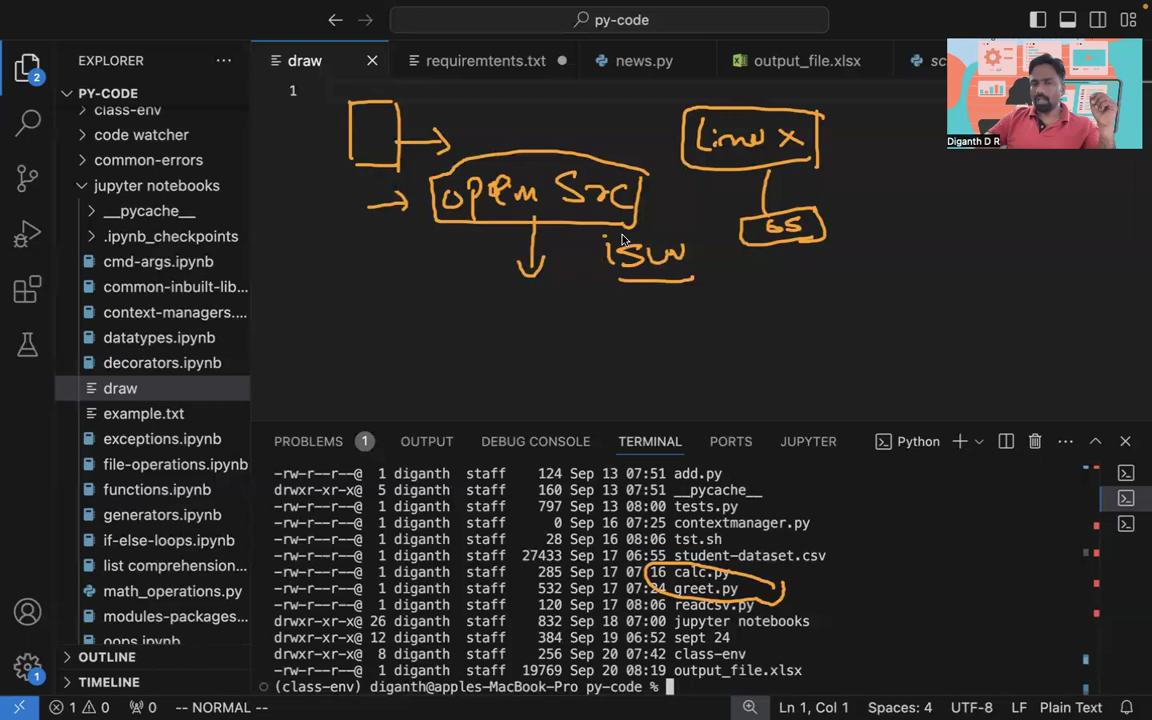 py-code
EXPLORER
PY-CODE
class-env
code watcher
common-errors
jupyter notebooks
__pycache__
.ipynb_checkpoints
cmd-args.ipynb
common-inbuilt-lib...
context-managers....
datatypes.ipynb
decorators.ipynb
draw
example.txt
exceptions.ipynb
file-operations.ipynb
functions.ipynb
generators.ipynb
if-else-loops.ipynb
list comprehension...
math_operations.py
modules-packages...
oops.ipynb
OUTLINE
TIMELINE
draw
requiremtents.txt
news.py
output_file.xlsx
Diganth D R
1
open Src
Linux
isuv
PROBLEMS 1 OUTPUT DEBUG CONSOLE TERMINAL PORTS JUPYTER Python
-rw-r--r--@ 1 diganth staff 124 Sep 13 07:51 add.py
drwxr-xr-x@ 5 diganth staff 160 Sep 13 07:51 __pycache__
-rw-r--r--@ 1 diganth staff 797 Sep 13 08:00 tests.py
-rw-r--r--@ 1 diganth staff 0 Sep 16 07:25 contextmanager.py
-rw-r--r--@ 1 diganth staff 28 Sep 16 08:06 tst.sh
-rw-r--r--@ 1 diganth staff 27433 Sep 17 06:55 student-dataset.csv
-rw-r--r--@ 1 diganth staff 285 Sep 17 07:16 calc.py
-rw-r--r--@ 1 diganth staff 532 Sep 17 07:24 greet.py
-rw-r--r--@ 1 diganth staff 120 Sep 17 08:06 readcsv.py
drwxr-xr-x@ 26 diganth staff 832 Sep 18 07:00 jupyter notebooks
drwxr-xr-x@ 12 diganth staff 384 Sep 19 06:52 sept 24
drwxr-xr-x@ 8 diganth staff 256 Sep 20 07:42 class-env
-rw-r--r--@ 1 diganth staff 19769 Sep 20 08:19 output_file.xlsx
(class-env) diganth@apples-MacBook-Pro py-code %
2
1
1 0 0 -- NORMAL -- Ln 1, Col 1 Spaces: 4 UTF-8 LF Plain Text